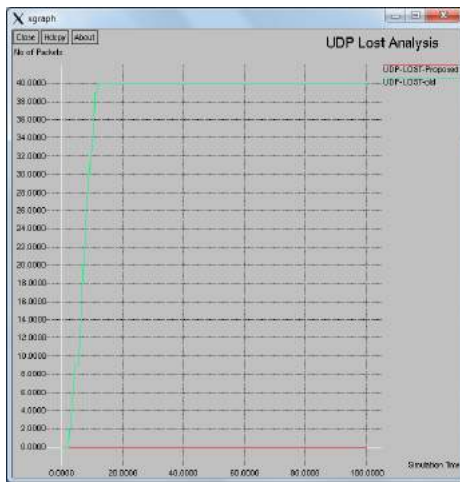 xgraph
Close Hdcpy About
UDP Lost Analysis
No of Packets
UDP-LOST-Proposed
UDP-LOST-old
40.0000
38.0000
36.0000
34.0000
32.0000
30.0000
28.0000
26.0000
24.0000
22.0000
20.0000
18.0000
16.0000
14.0000
12.0000
10.0000
8.0000
6.0000
4.0000
2.0000
0.0000
0.0000 20.0000 40.0000 60.0000 80.0000 100.0000
Simulation Time